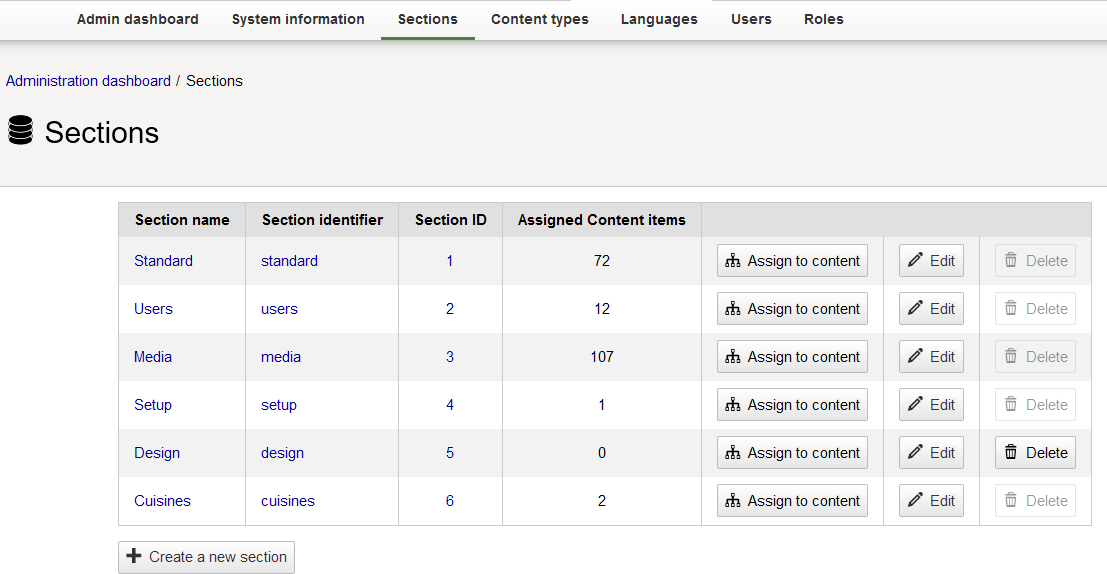 Admin dashboard System information Sections Content types Languages Users Roles
Administration dashboard / Sections
Sections
Section name Section identifier Section ID Assigned Content items
Standard standard 1 72 Assign to content Edit Delete
Users users 2 12 Assign to content Edit Delete
Media media 3 107 Assign to content Edit Delete
Setup setup 4 1 Assign to content Edit Delete
Design design 5 0 Assign to content Edit Delete
Cuisines cuisines 6 2 Assign to content Edit Delete
Create a new section